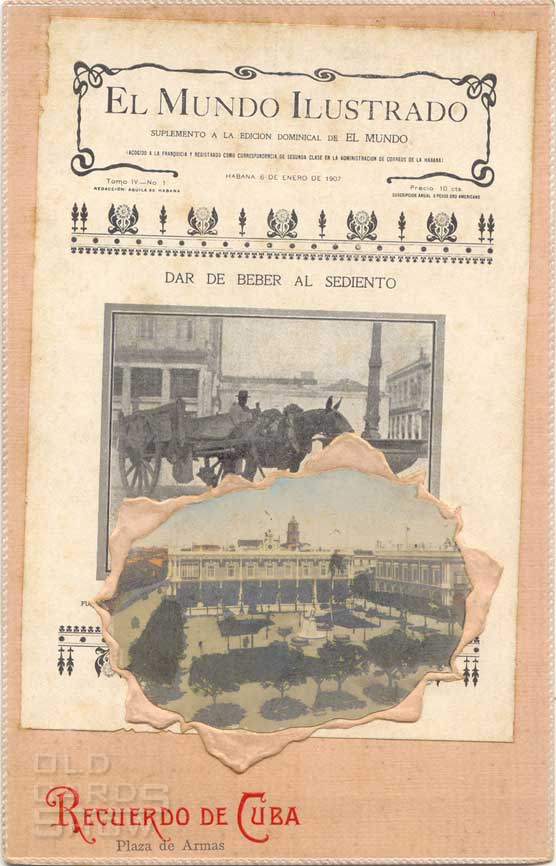 EL MUNDO ILUSTRADO
SUPLEMENTO A LA EDICION DOMINICAL DE EL MUNDO
(ACOGIDO A LA FRANQUICIA Y REGISTRADO COMO CORRESPONDENCIA DE SEGUNDA CLASE EN LA ADMINISTRACION DE CORREOS DE LA HABANA)
Tomo IV—No 1
HABANA 6 DE ENERO DE 1907
Precio 10 cts
REDACCIÓN: AGUILA 60 HABANA
SUSCRIPCION ANUAL 5 PESOS ORO AMERICANO
DAR DE BEBER AL SEDIENTO
OLD
CARDS
SHOW
RECUERDO DE CUBA
Plaza de Armas